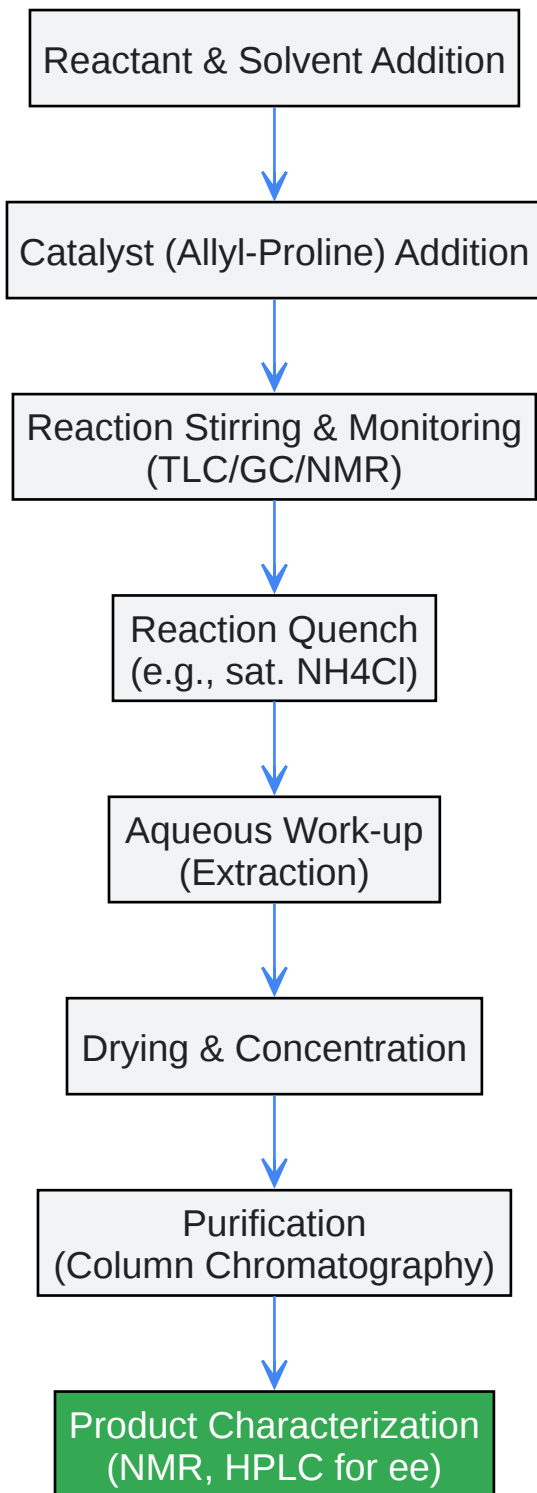 Reactant & Solvent Addition
Catalyst (Allyl-Proline) Addition
Reaction Stirring & Monitoring
(TLC/GC/NMR)
Reaction Quench
(e.g., sat. NH4Cl)
Aqueous Work-up
(Extraction)
Drying & Concentration
Purification
(Column Chromatography)
Product Characterization
(NMR, HPLC for ee)